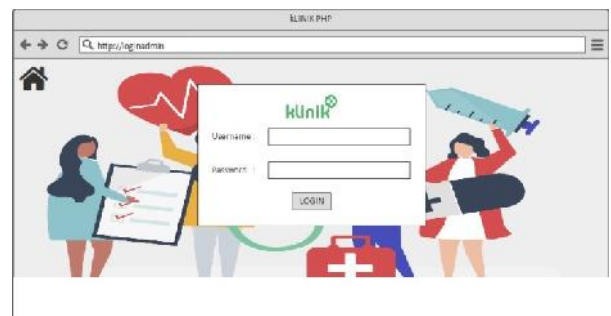 KLINIK PHP
http://loginadmin
klinik
Username :
Password :
LOGIN